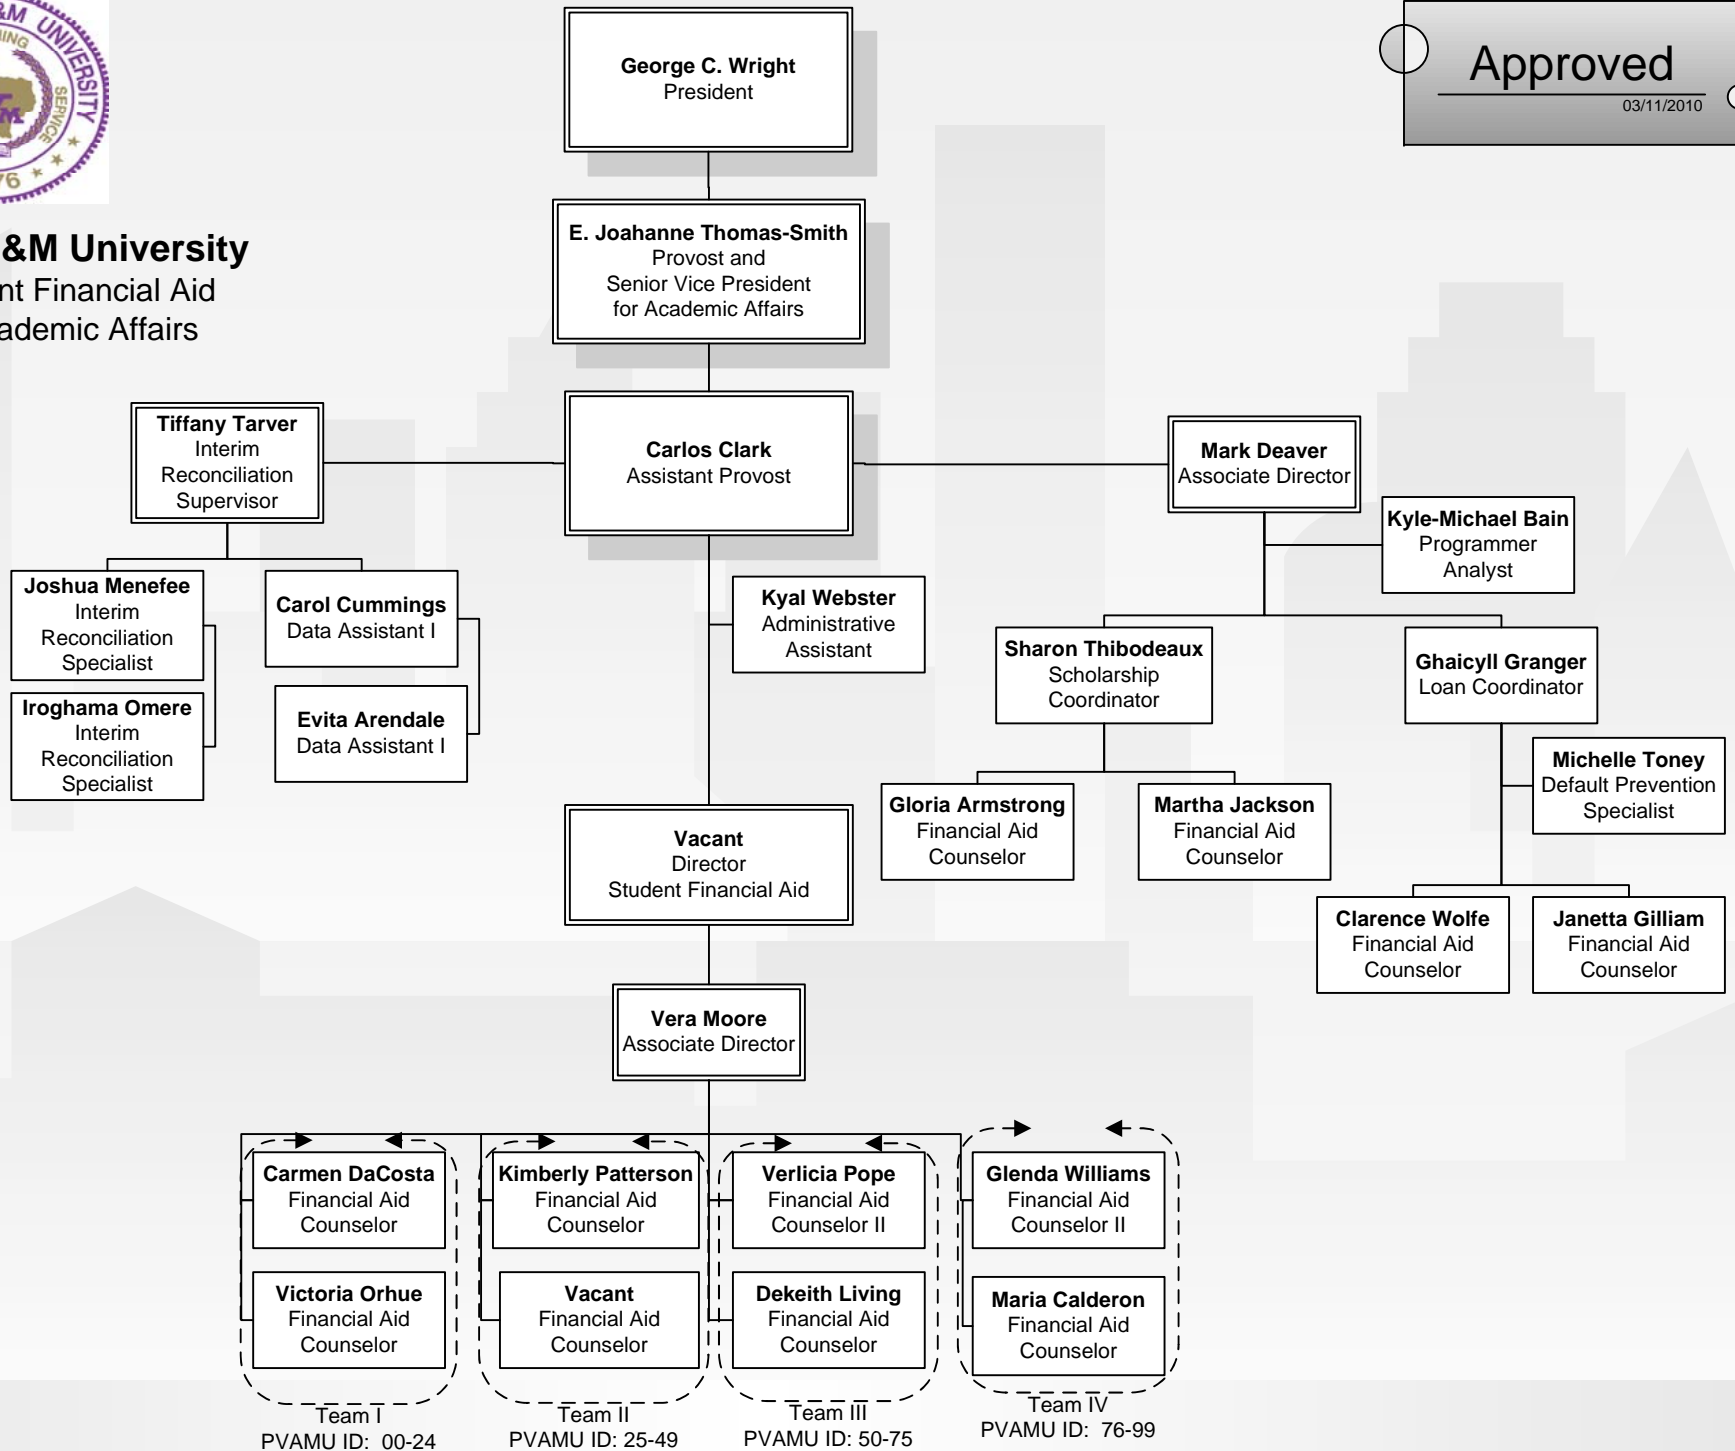 UNIVERSITY
SERVICE
George C. Wright
President
Approved
03/11/2010
&M University
Financial Aid
Affairs
E. Joahanne Thomas-Smith
Provost and
Senior Vice President
for Academic Affairs
Tiffany Tarver
Interim
Reconciliation
Supervisor
Carlos Clark
Assistant Provost
Mark Deaver
Associate Director
Kyle-Michael Bain
Programmer
Analyst
Joshua Menefee
Interim
Reconciliation
Specialist
Carol Cummings
Data Assistant I
Kyal Webster
Administrative
Assistant
Sharon Thibodeaux
Scholarship
Coordinator
Ghaicyll Granger
Loan Coordinator
Iroghama Omere
Interim
Reconciliation
Specialist
Evita Arendale
Data Assistant I
Michelle Toney
Default Prevention
Specialist
Gloria Armstrong
Financial Aid
Counselor
Martha Jackson
Financial Aid
Counselor
Vacant
Director
Student Financial Aid
Clarence Wolfe
Financial Aid
Counselor
Janetta Gilliam
Financial Aid
Counselor
Vera Moore
Associate Director
Carmen DaCosta
Financial Aid
Counselor
Kimberly Patterson
Financial Aid
Counselor
Verlicia Pope
Financial Aid
Counselor II
Glenda Williams
Financial Aid
Counselor II
Victoria Orhue
Financial Aid
Counselor
Vacant
Financial Aid
Counselor
Dekeith Living
Financial Aid
Counselor
Maria Calderon
Financial Aid
Counselor
Team I
PVAMU ID:  00-24
Team II
PVAMU ID: 25-49
Team III
PVAMU ID: 50-75
Team IV
PVAMU ID:  76-99